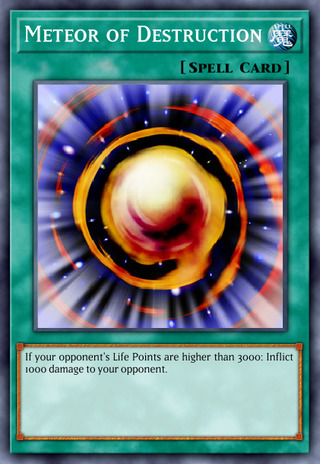 Meteor of Destruction 魔
[Spell Card]
If your opponent's Life Points are higher than 3000: Inflict
1000 damage to your opponent.